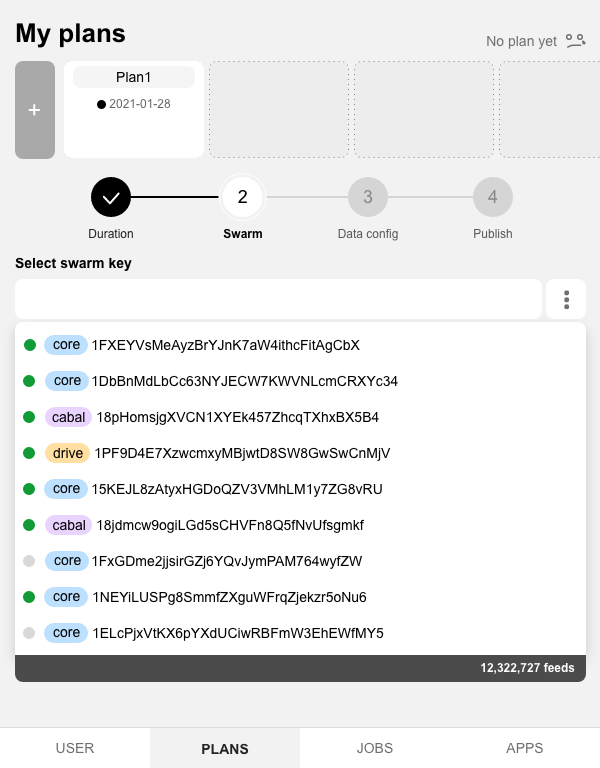 My plans
No plan yet
+
Plan1
2021-01-28
2
3
4
Duration
Swarm
Data config
Publish
Select swarm key
core 1FXEYVsMeAyzBrYJnK7aW4ithcFitAgCbX
core 1DbBnMdLbCc63NYJECW7KWVNLcmCRXYc34
cabal 18pHomsjgXVCN1XYEk457ZhcqTXhxBX5B4
drive 1PF9D4E7XzwcmxyMBjwtD8SW8GwSwCnMjV
core 15KEJL8zAtyxHGDoQZV3VMhLM1y7ZG8vRU
cabal 18jdmcw9ogiLGd5sCHVFn8Q5fNvUfsgmkf
core 1FxGDme2jjsirGZj6YQvJymPAM764wyfZW
core 1NEYiLUSPg8SmmfZXguWFrqZjekzr5oNu6
core 1ELcPjxVtKX6pYXdUCiwRBFmW3EhEWfMY5
12,322,727 feeds
USER
PLANS
JOBS
APPS